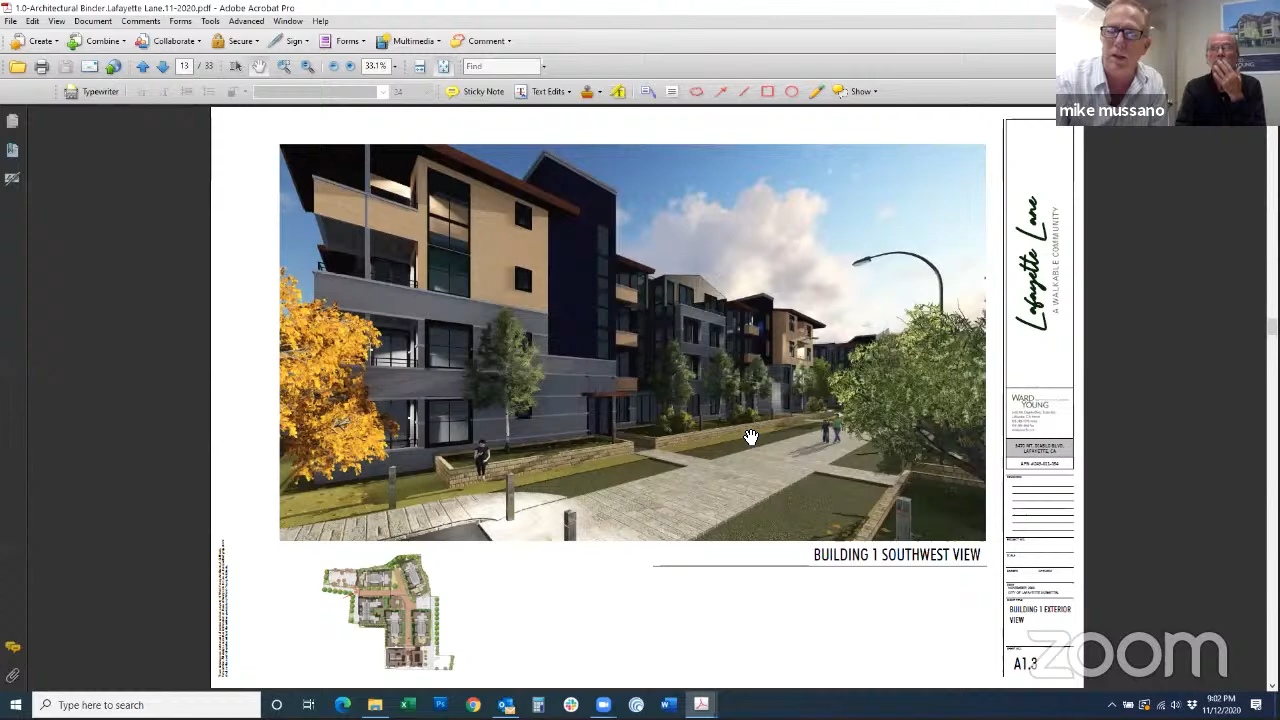 1.0-Architectural Binder.Lafayette Lane.11-2020.pdf - Adobe Acrobat Pro
File Edit View Document Comments Forms Tools Advanced Window Help
Create Combine Collaborate Secure Sign Forms Multimedia Comment
13 / 33 33.1% Find
Typewriter 34 Sticky Note Text Edits Show
mike mussano
Lafayette Lane
A WALKABLE COMMUNITY
WARD
YOUNG
LAFAYETTE, CA
BUILDING 1 SOUTHWEST VIEW
BUILDING 1 EXTERIOR
VIEW
A1.3
zoom
Type here to search
9:02 PM
11/12/2020